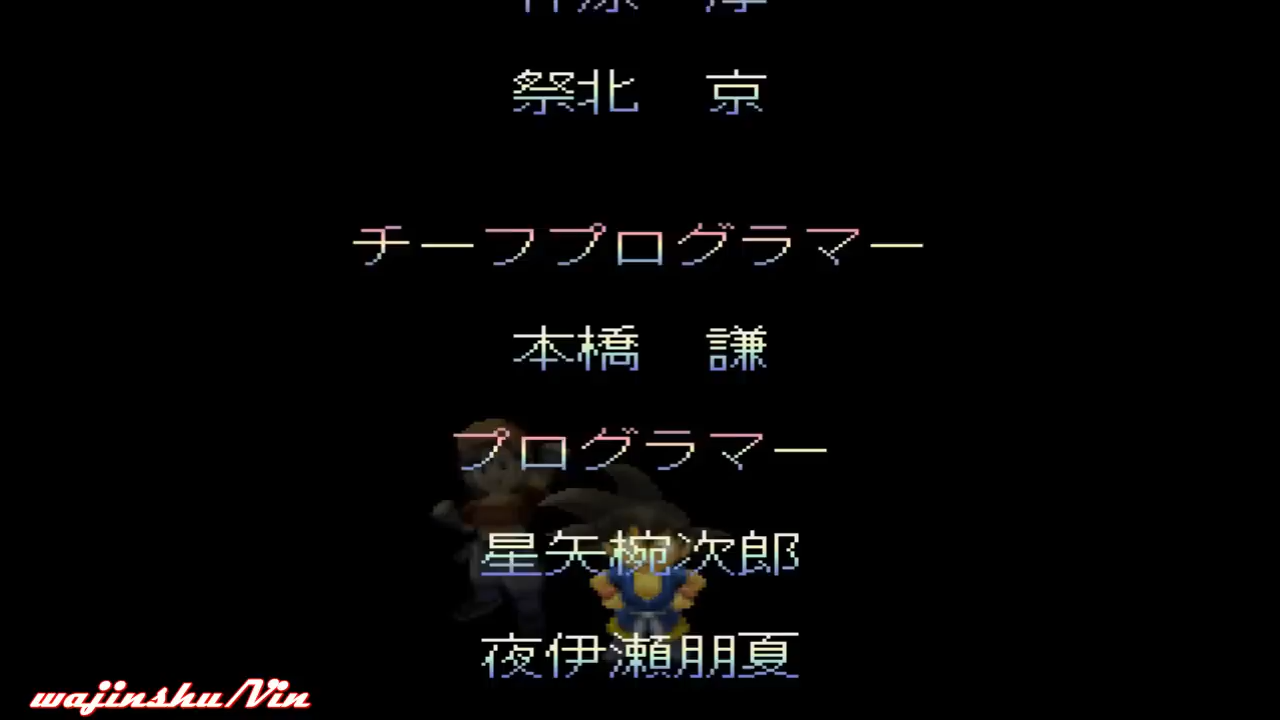 祭北　京
チーフプログラマー
本橋　謙
プログラマー
星矢椀次郎
夜伊瀬朋夏
wajinshu/Vin